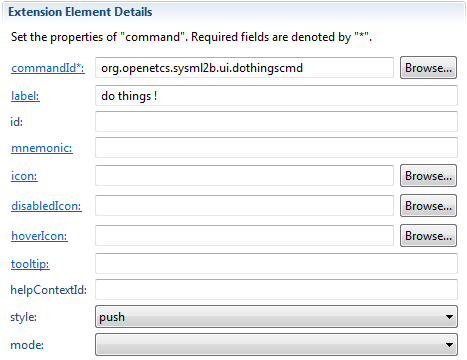 Extension Element Details
Set the properties of "command". Required fields are denoted by "*".
commandId*: org.openetcs.sysml2b.ui.dothingscmd Browse...
label: do things !
id:
mnemonic:
icon: Browse...
disabledIcon: Browse...
hoverIcon: Browse...
tooltip:
helpContextId:
style: push
mode: